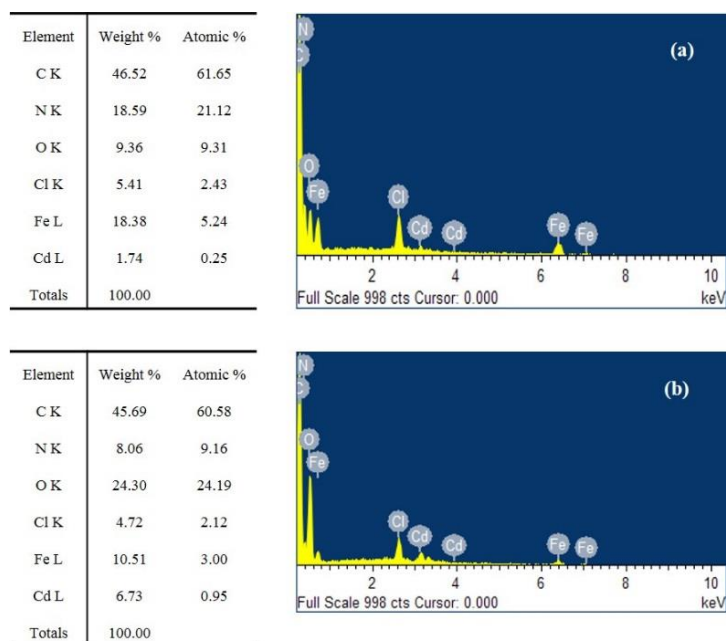 Element Weight % Atomic %
C K 46.52 61.65
N K 18.59 21.12
O K 9.36 9.31
Cl K 5.41 2.43
Fe L 18.38 5.24
Cd L 1.74 0.25
Totals 100.00
(a)
N
C
O
Fe
Cl
Cd
Cd
Fe
Fe
2 4 6 8 10
Full Scale 998 cts Cursor: 0.000 keV
Element Weight % Atomic %
C K 45.69 60.58
N K 8.06 9.16
O K 24.30 24.19
Cl K 4.72 2.12
Fe L 10.51 3.00
Cd L 6.73 0.95
Totals 100.00
(b)
N
C
O
Fe
Cl
Cd
Cd
Fe
Fe
2 4 6 8 10
Full Scale 998 cts Cursor: 0.000 keV